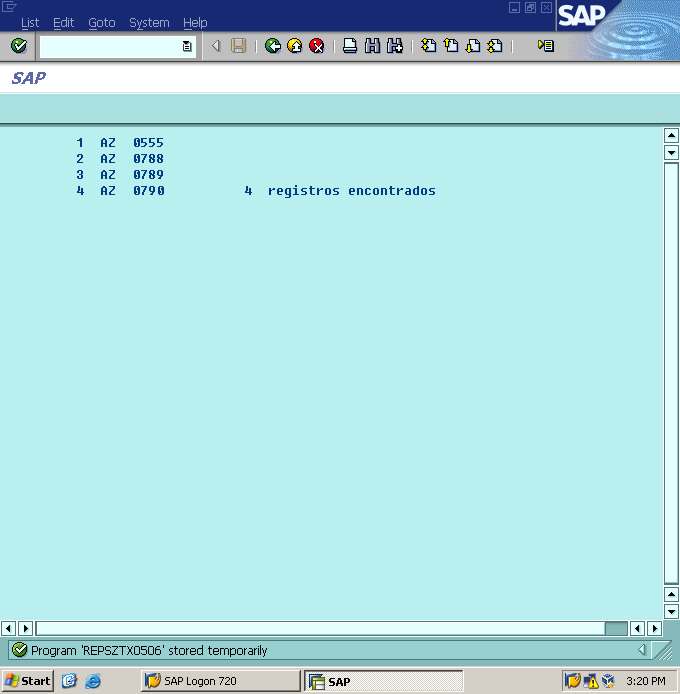 List Edit Goto System Help
SAP
SAP
1 AZ 0555
2 AZ 0788
3 AZ 0789
4 AZ 0790 4 registros encontrados
Program 'REPSZTX0506' stored temporarily
Start SAP Logon 720 SAP 3:20 PM